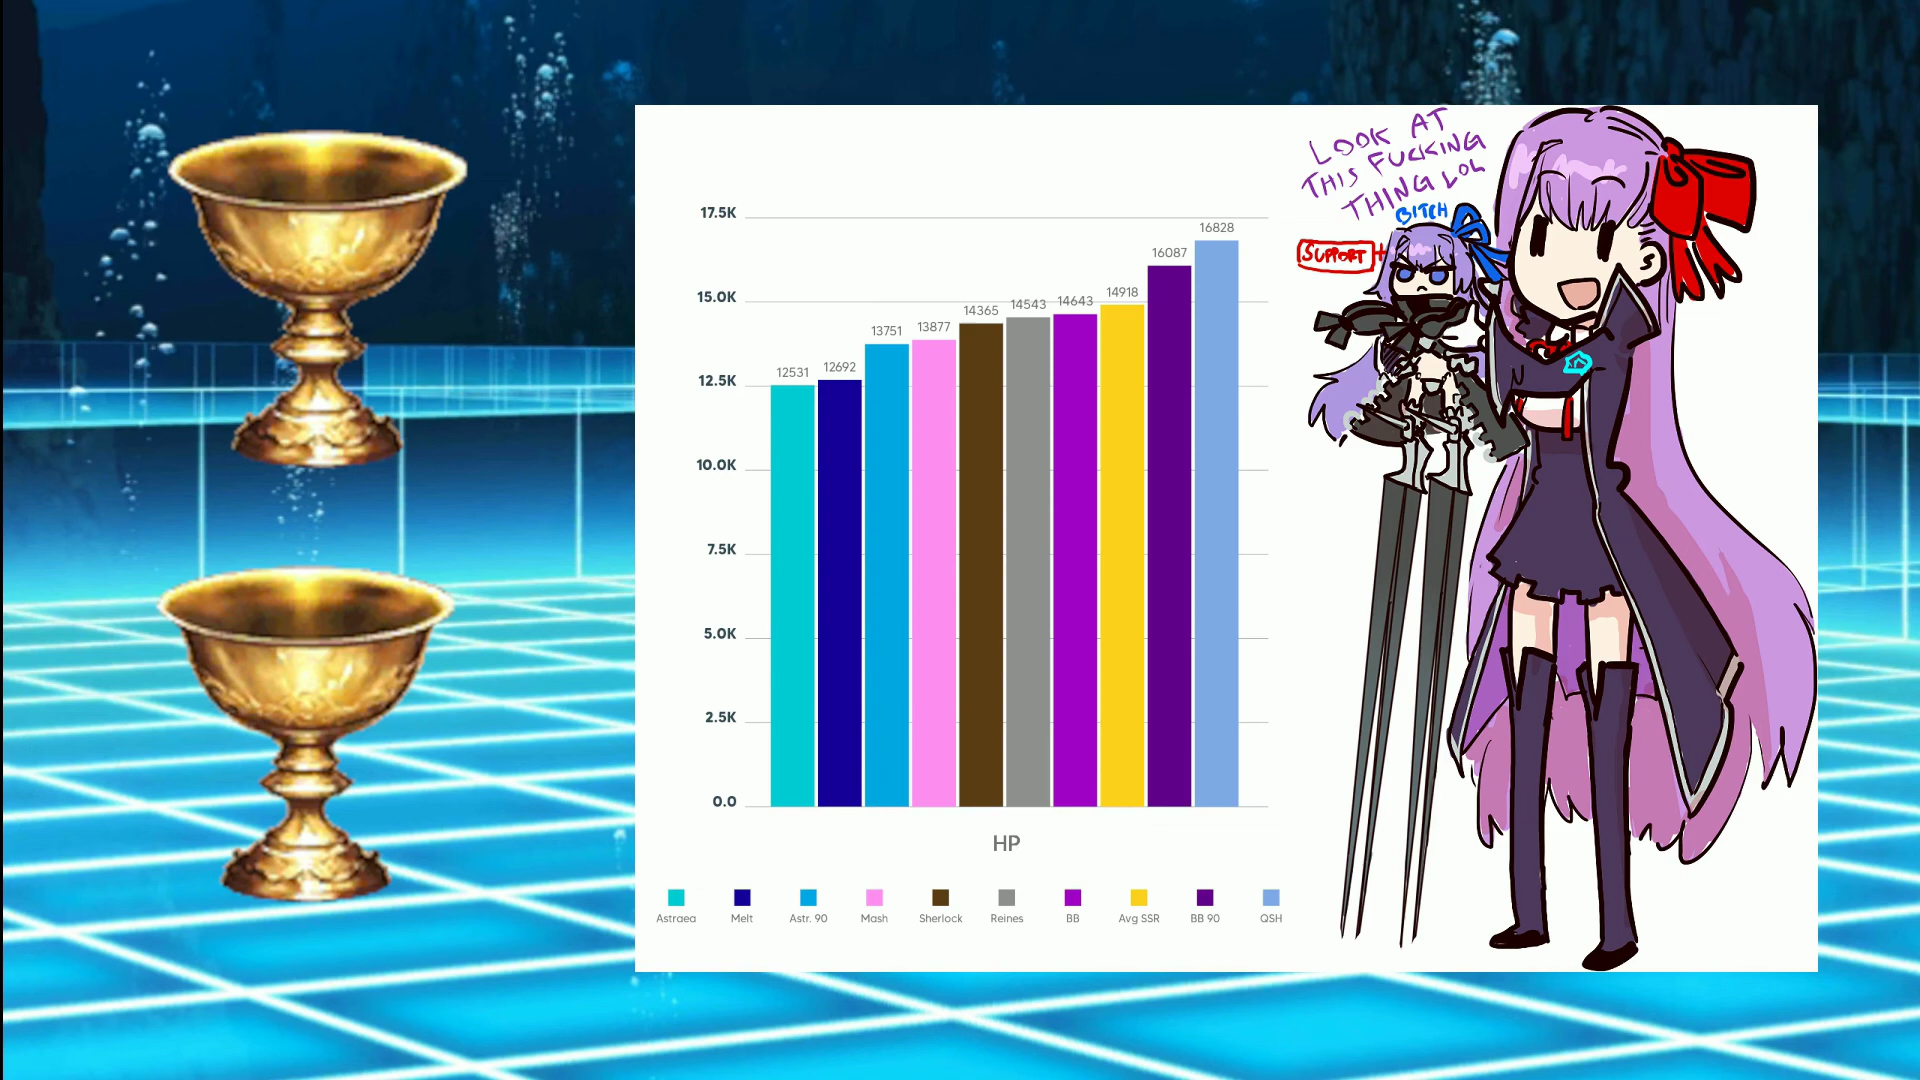 LOOK AT
THIS FUCKING
THING LOL
BITCH
SUPPORT
17.5K
15.0K
12.5K
10.0K
7.5K
5.0K
2.5K
0.0
12531
12692
13751
13877
14365
14543
14643
14918
16087
16828
HP
Astraea Melt Astr. 90 Mash Sherlock Reines BB Avg SSR BB 90 QSH